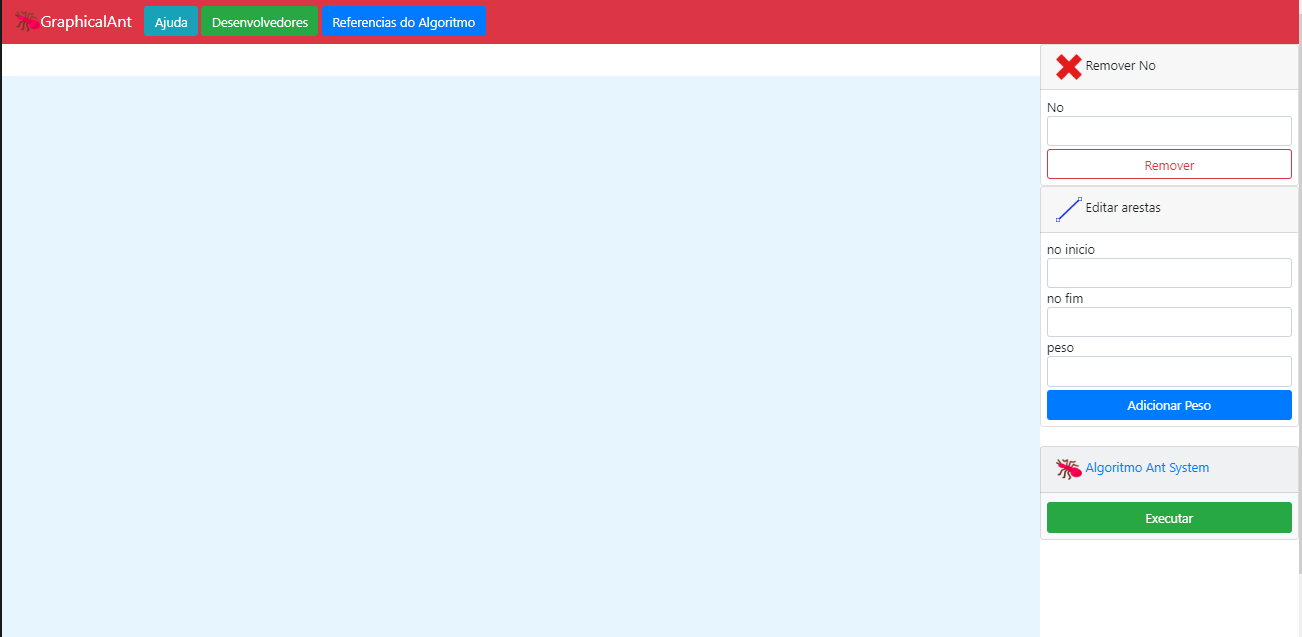 GraphicalAnt Ajuda Desenvolvedores Referencias do Algoritmo
Remover No
No
Remover
Editar arestas
no inicio
no fim
peso
Adicionar Peso
Algoritmo Ant System
Executar